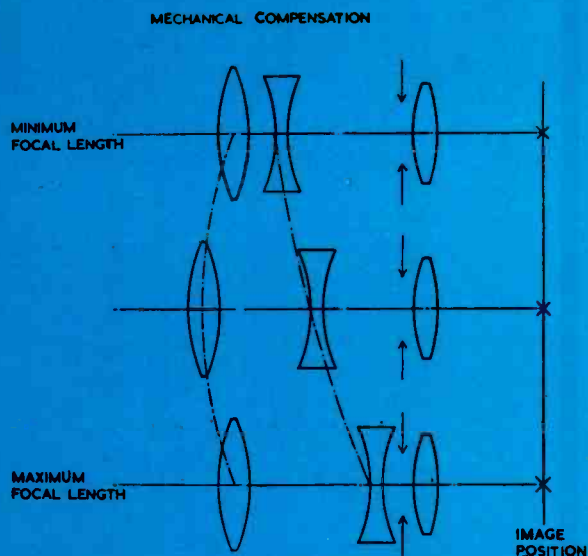 MECHANICAL COMPENSATION
MINIMUM
FOCAL LENGTH
MAXIMUM
FOCAL LENGTH
IMAGE
POSITION